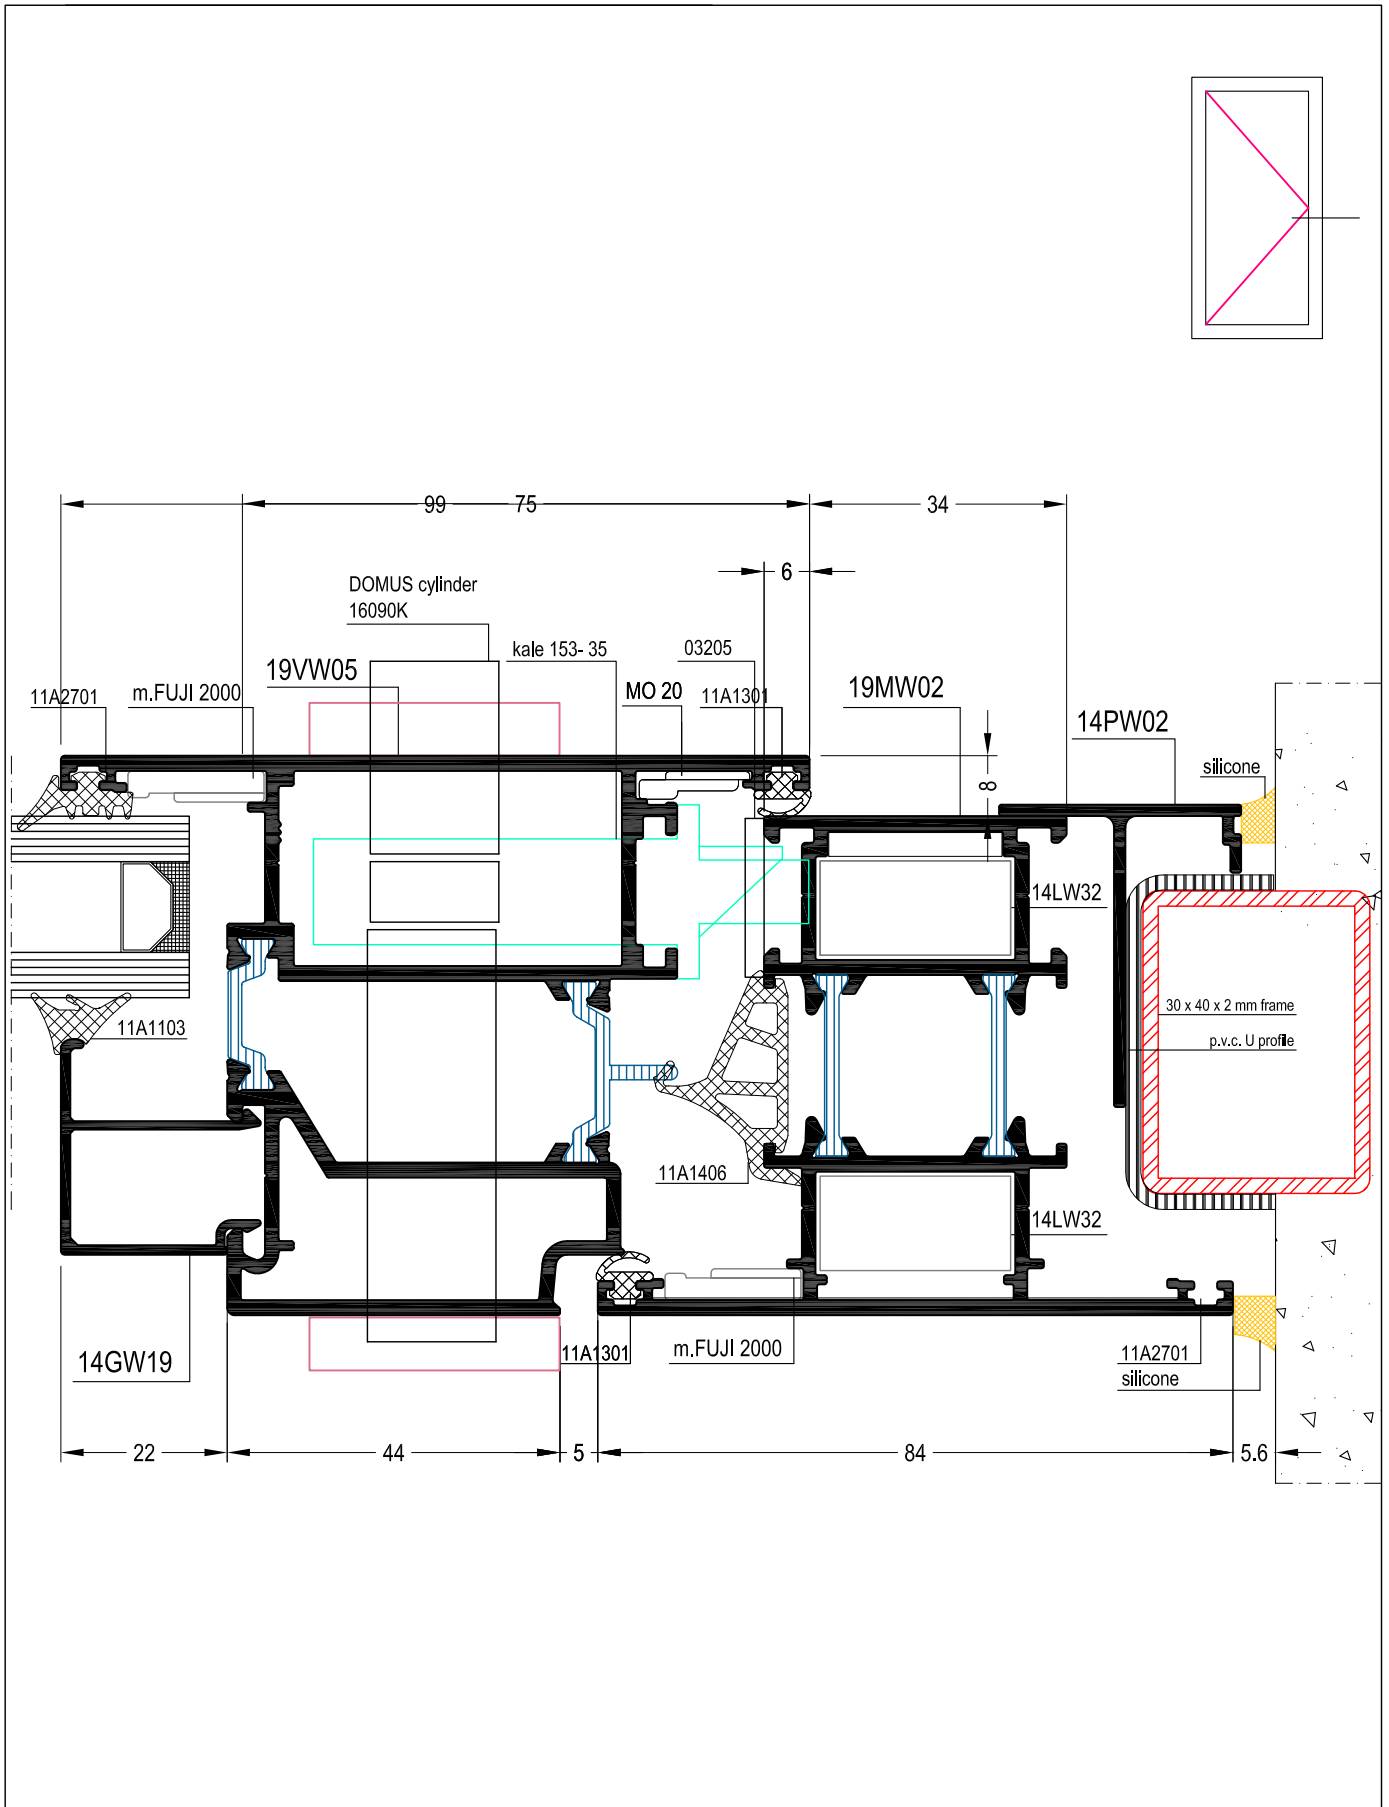 99
75
34
6
DOMUS cylinder
16090K
kale 153- 35
03205
19VW05
MO 20
11A1301
19MW02
11A2701
m.FUJI 2000
14PW02
silicone
8
14LW32
30 x 40 x 2 mm frame
11A1103
p.v.c. U profile
11A1406
14LW32
14GW19
11A1301
m.FUJI 2000
11A2701
silicone
22
44
5
84
5.6